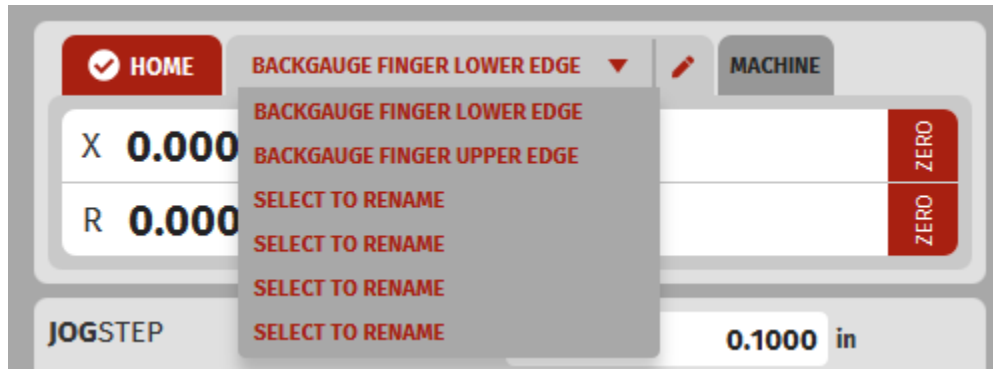 HOME BACKGAUGE FINGER LOWER EDGE MACHINE
BACKGAUGE FINGER LOWER EDGE
X 0.000 ZERO
BACKGAUGE FINGER UPPER EDGE
SELECT TO RENAME
R 0.000 ZERO
SELECT TO RENAME
SELECT TO RENAME
JOGSTEP
SELECT TO RENAME
0.1000 in